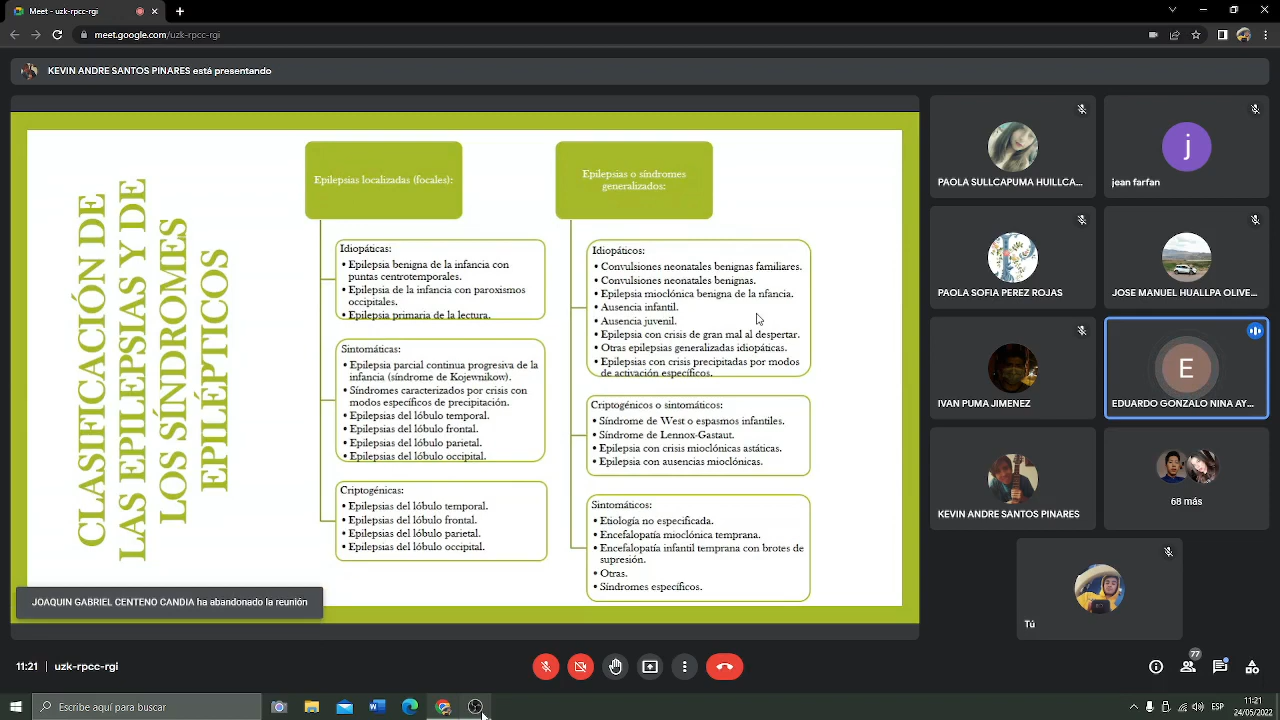 Meet - uzk-rpcc-rgi
meet.google.com/uzk-rpcc-rgi
KEVIN ANDRE SANTOS PINARES está presentando
CLASIFICACIÓN DE
LAS EPILEPSIAS Y DE
LOS SÍNDROMES
EPILÉPTICOS
Epilepsias localizadas (focales):
Idiopáticas:
• Epilepsia benigna de la infancia con
puntas centrotemporales.
• Epilepsia de la infancia con paroxismos
occipitales.
• Epilepsia primaria de la lectura.
Sintomáticas:
• Epilepsia parcial continua progresiva de la
infancia (síndrome de Kojewnikow).
• Síndromes caracterizados por crisis con
modos específicos de precipitación.
• Epilepsias del lóbulo temporal.
• Epilepsias del lóbulo frontal.
• Epilepsias del lóbulo parietal.
• Epilepsias del lóbulo occipital.
Criptogénicas:
• Epilepsias del lóbulo temporal.
• Epilepsias del lóbulo frontal.
• Epilepsias del lóbulo parietal.
• Epilepsias del lóbulo occipital.
Epilepsias o síndromes
generalizados:
Idiopáticos:
• Convulsiones neonatales benignas familiares.
• Convulsiones neonatales benignas.
• Epilepsia mioclónica benigna de la nfancia.
• Ausencia infantil.
• Ausencia juvenil.
• Epilepsia con crisis de gran mal al despertar.
• Otras epilepsias generalizadas idiopáticas.
• Epilepsias con crisis precipitadas por modos
de activación específicos.
Criptogénicos o sintomáticos:
• Síndrome de West o espasmos infantiles.
• Síndrome de Lennox-Gastaut.
• Epilepsia con crisis mioclónicas astáticas.
• Epilepsia con ausencias mioclónicas.
Sintomáticos:
• Etiología no especificada.
• Encefalopatía mioclónica temprana.
• Encefalopatía infantil temprana con brotes de
supresión.
• Otras.
• Síndromes específicos.
JOAQUIN GABRIEL CENTENO CANDIA ha abandonado la reunión
PAOLA SULLCAPUMA HUILLCA...
j
jean farfan
PAOLA SOFIA PEREZ ROJAS
JOSE MANUEL HUALLPA OLIVE...
IVAN PUMA JIMENEZ
E
EDUARDO GONZALO NINA AY...
KEVIN ANDRE SANTOS PINARES
68 más
Tú
11:21 | uzk-rpcc-rgi
77
Escribe aquí para buscar
ESP
11:21
24/05/2022